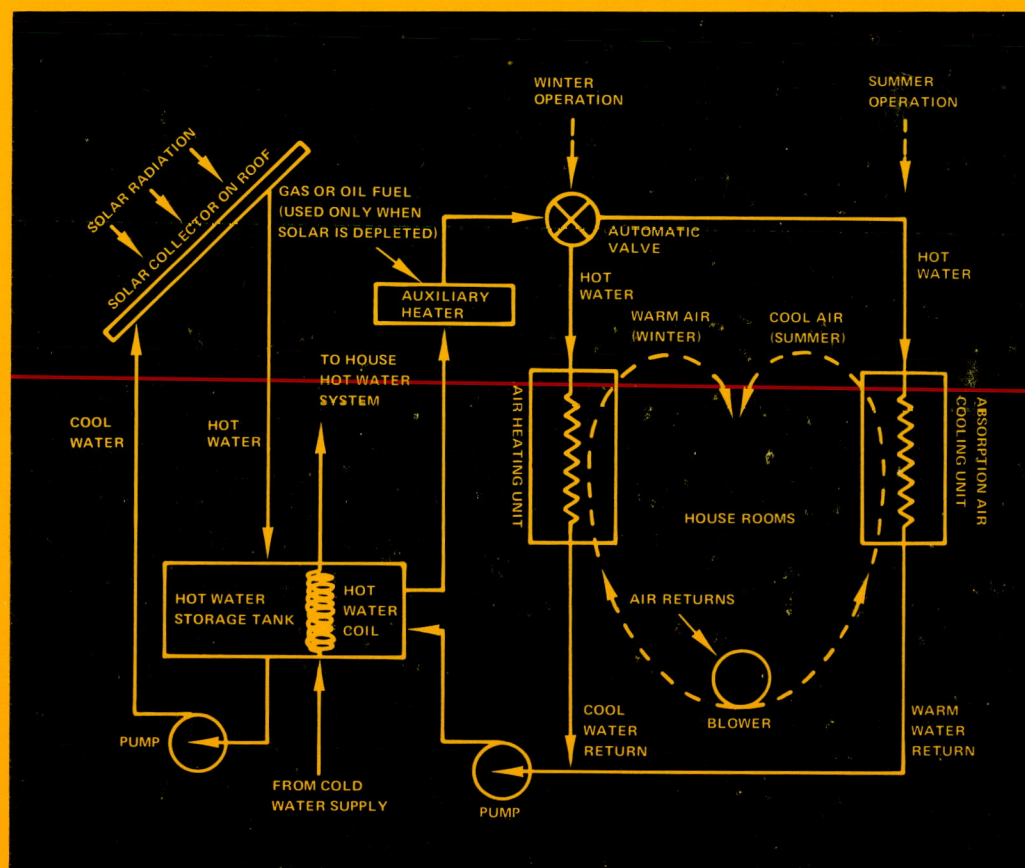 WINTER
OPERATION
SUMMER
OPERATION
SOLAR RADIATION
SOLAR COLLECTOR ON ROOF
GAS OR OIL FUEL
(USED ONLY WHEN
SOLAR IS DEPLETED)
AUTOMATIC
VALVE
HOT
WATER
HOT
WATER
AUXILIARY
HEATER
WARM AIR
(WINTER)
COOL AIR
(SUMMER)
TO HOUSE
HOT WATER
SYSTEM
COOL
WATER
HOT
WATER
AIR HEATING UNIT
ABSORPTION AIR
COOLING UNIT
HOUSE ROOMS
HOT WATER
STORAGE TANK
HOT
WATER
COIL
AIR RETURNS
BLOWER
COOL
WATER
RETURN
WARM
WATER
RETURN
PUMP
FROM COLD
WATER SUPPLY
PUMP